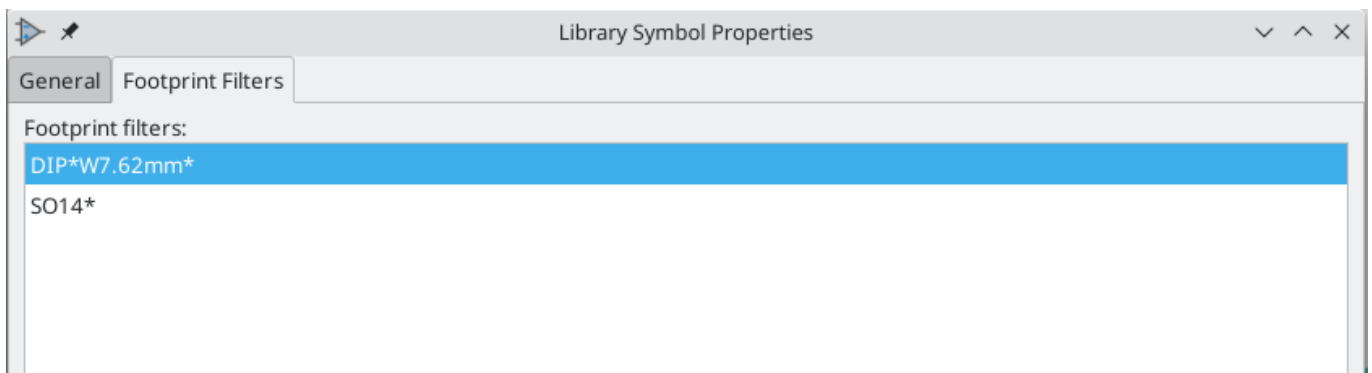 Library Symbol Properties
General Footprint Filters
Footprint filters:
DIP*W7.62mm*
SO14*